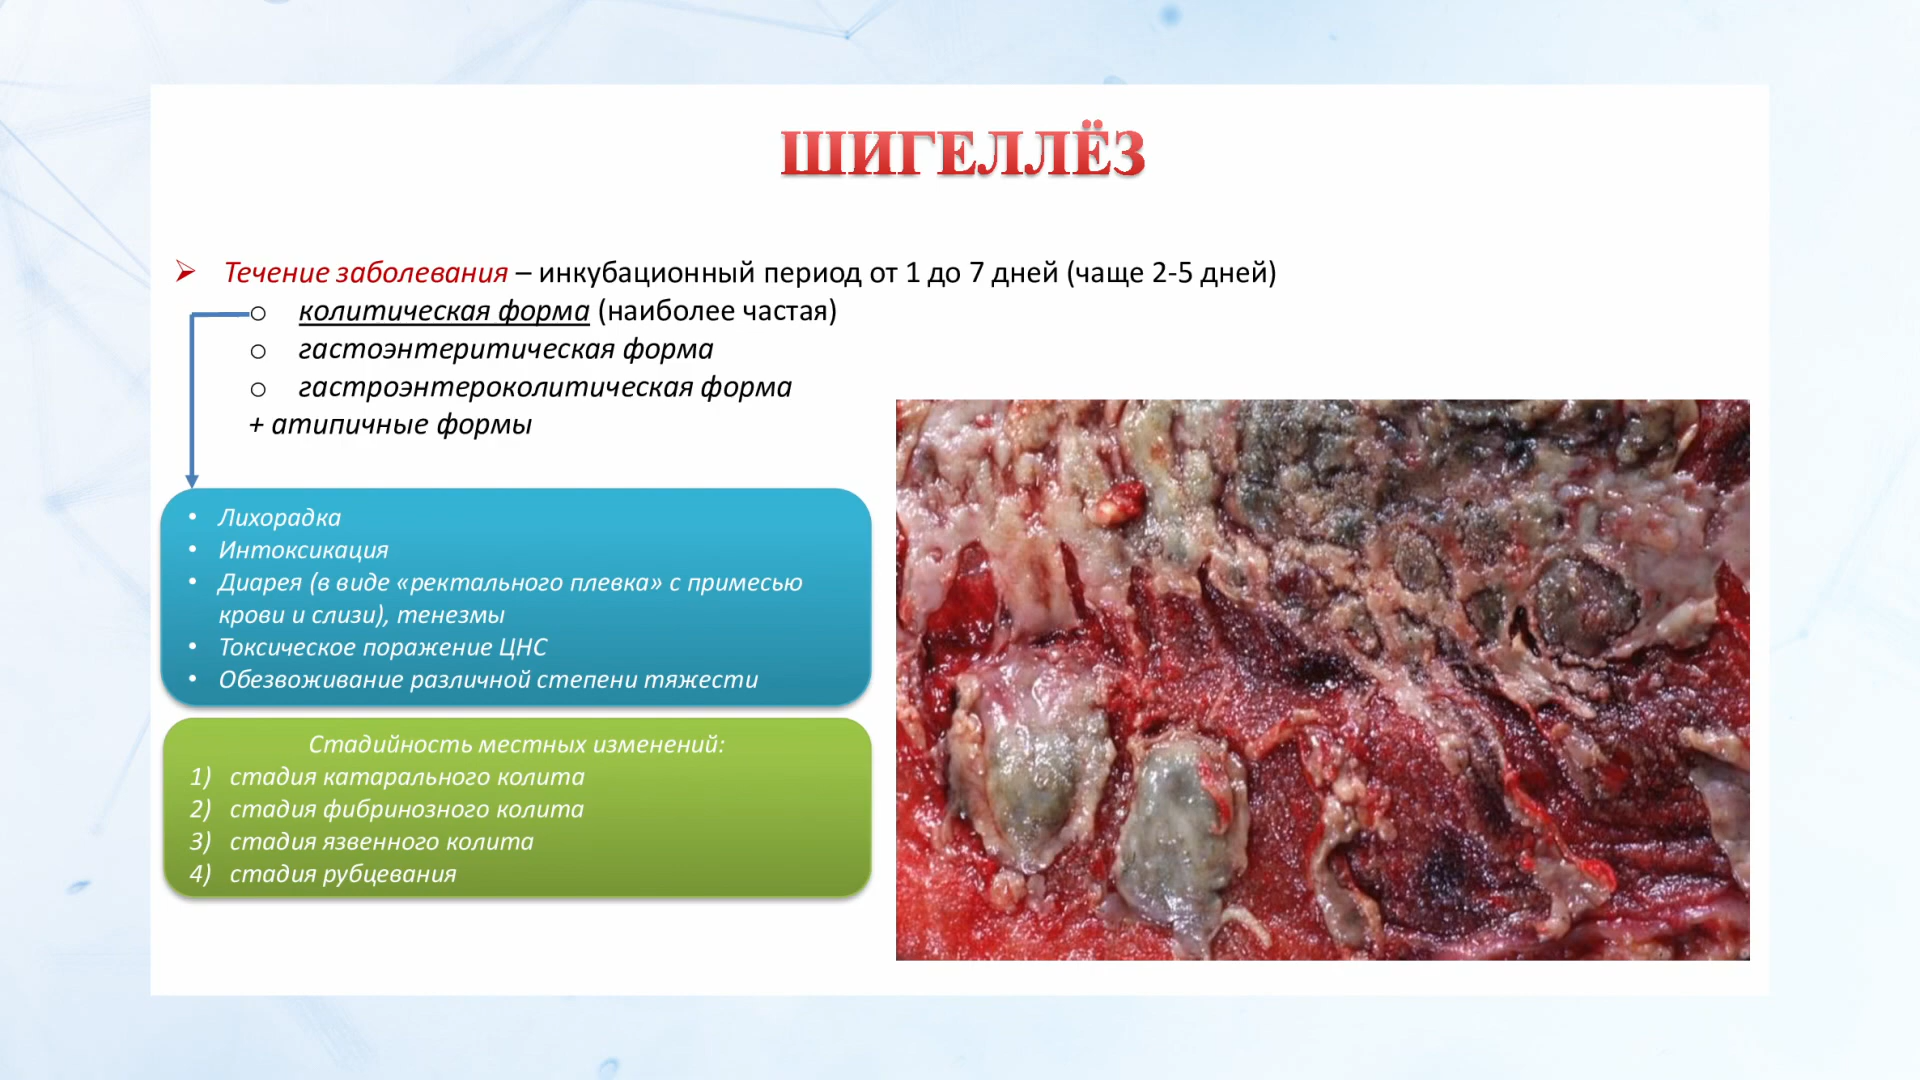 ШИГЕЛЛЁЗ
Течение заболевания – инкубационный период от 1 до 7 дней (чаще 2-5 дней)
колитическая форма (наиболее частая)
гастоэнтеритическая форма
гастроэнтероколитическая форма
+ атипичные формы
• Лихорадка
• Интоксикация
• Диарея (в виде «ректального плевка» с примесью
крови и слизи), тенезмы
• Токсическое поражение ЦНС
• Обезвоживание различной степени тяжести
Стадийность местных изменений:
1) стадия катарального колита
2) стадия фибринозного колита
3) стадия язвенного колита
4) стадия рубцевания